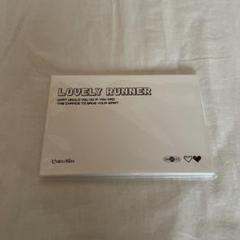 LOVELY RUNNER
WHAT WOULD YOU DO IF YOU HAD
THE CHANCE TO SAVE YOUR